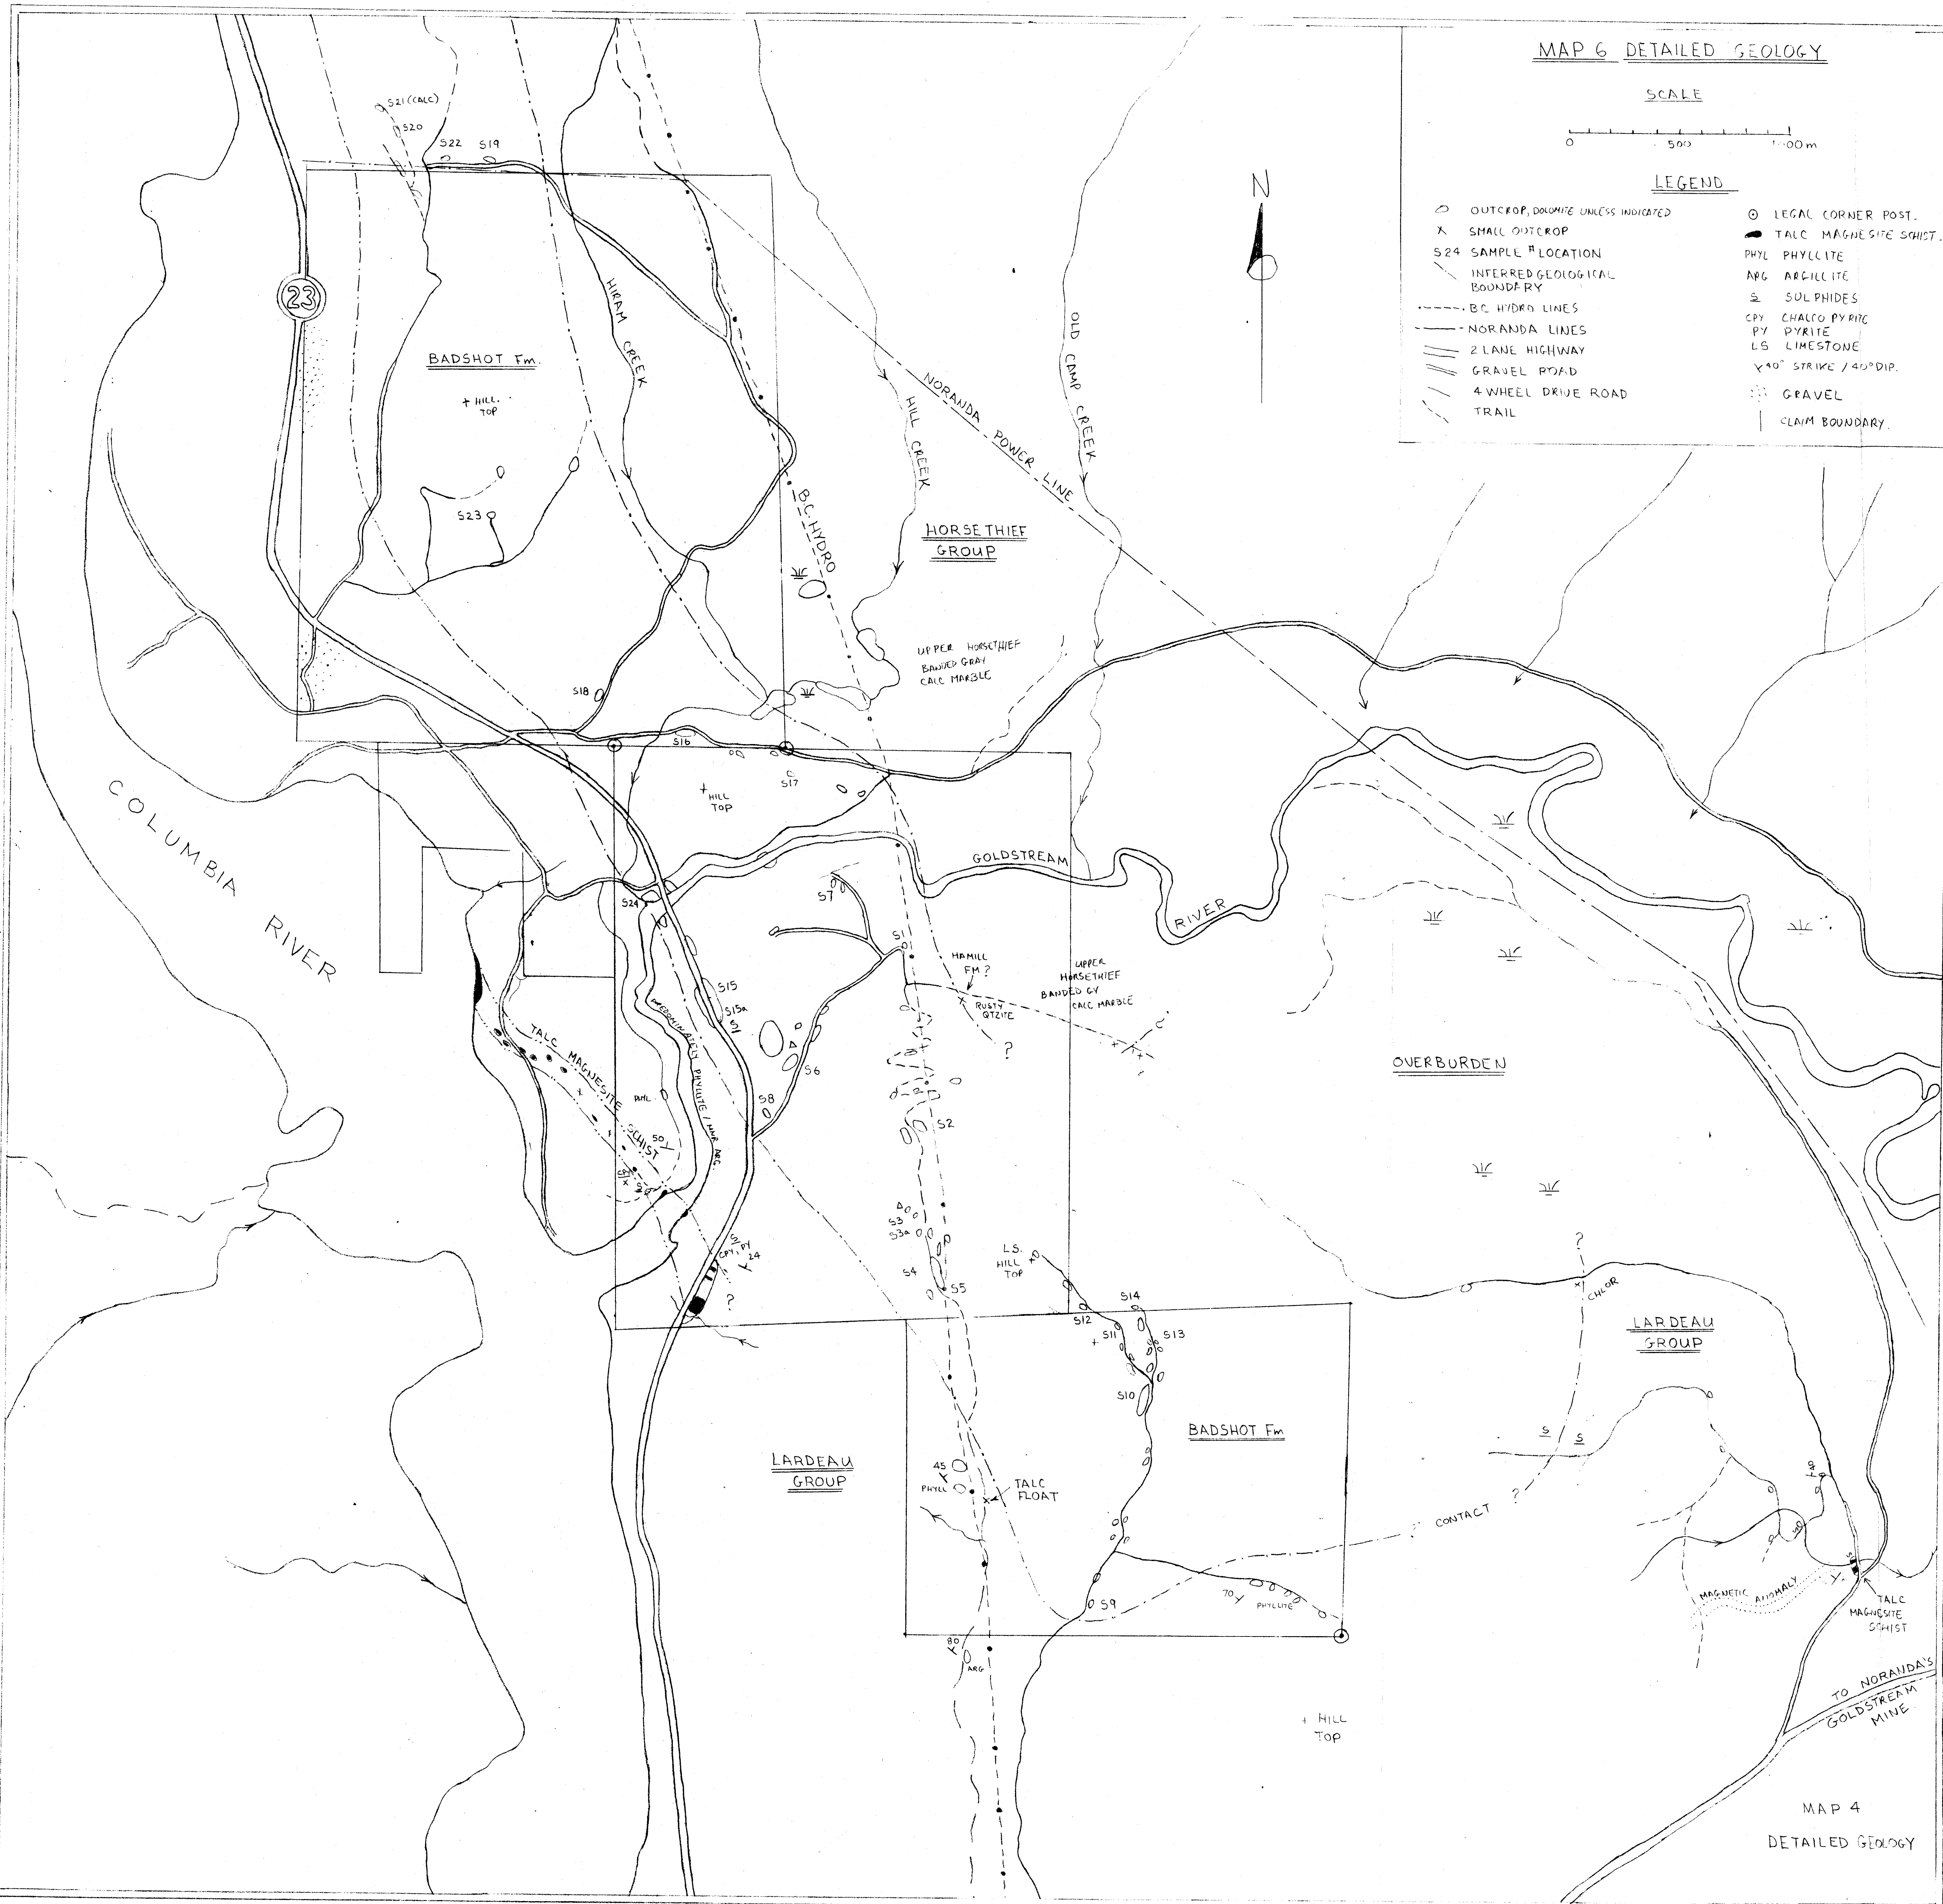 MAP 6 DETAILED GEOLOGY
SCALE
0 500 1000m
LEGEND
OUTCROP, DOLOMITE UNLESS INDICATED
X SMALL OUTCROP
S24 SAMPLE # LOCATION
INFERRED GEOLOGICAL
BOUNDARY
BC HYDRO LINES
NORANDA LINES
2 LANE HIGHWAY
GRAVEL ROAD
4 WHEEL DRIVE ROAD
TRAIL
LEGAL CORNER POST.
TALC MAGNESITE SCHIST.
PHYL PHYLLITE
ARG ARGILLITE
S SULPHIDES
CPY CHALCO PYRITE
PY PYRITE
LS LIMESTONE
40° STRIKE / 40° DIP.
GRAVEL
CLAIM BOUNDARY.
N
S21 (CALC)
S20
S22 S19
23
HIRAM CREEK
BADSHOT Fm.
+ HILL.
TOP
HILL CREEK
OLD CAMP CREEK
NORANDA POWER LINE
B.C. HYDRO
S23
HORSETHIEF
GROUP
UPPER HORSETHIEF
BANDED GRAY
CALC MARBLE
S18
S16
S17
+ HILL
TOP
COLUMBIA RIVER
GOLDSTREAM
RIVER
S7
S24
S1
HAMILL
FM ?
RUSTY
QTZITE
?
UPPER
HORSETHIEF
BANDED GY
CALC MARBLE
S15
S15a
S
S6
S8
TALC MAGNESITE SCHIST
PREDOMINATELY PHYLLITE / MNR ARG.
PHYL
50
CPY
X
S
S2
OVERBURDEN
S3
S3a
S4
S5
S
CPY, PY
24
?
LS.
HILL
TOP
S14
S12
S11
S13
S10
?
CHLOR
LARDEAU
GROUP
BADSHOT Fm
S S
LARDEAU
GROUP
45
PHYLL
TALC
FLOAT
CONTACT ?
70
PHYLLITE
S9
80
ARG
MAGNETIC ANOMALY
TALC
MAGNESITE
SCHIST
TO NORANDA'S
GOLDSTREAM
MINE
+ HILL
TOP
MAP 4
DETAILED GEOLOGY